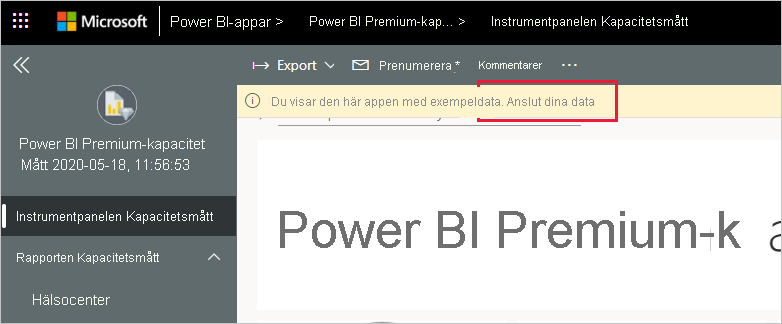 Microsoft Power BI-appar > Power BI Premium-kap... > Instrumentpanelen Kapacitetsmått
Export Prenumerera * Kommentarer ...
Du visar den här appen med exempeldata. Anslut dina data
Power BI Premium-kapacitet
Mått 2020-05-18, 11:56:53
Instrumentpanelen Kapacitetsmått
Rapporten Kapacitetsmått
Hälsocenter
Power BI Premium-k a